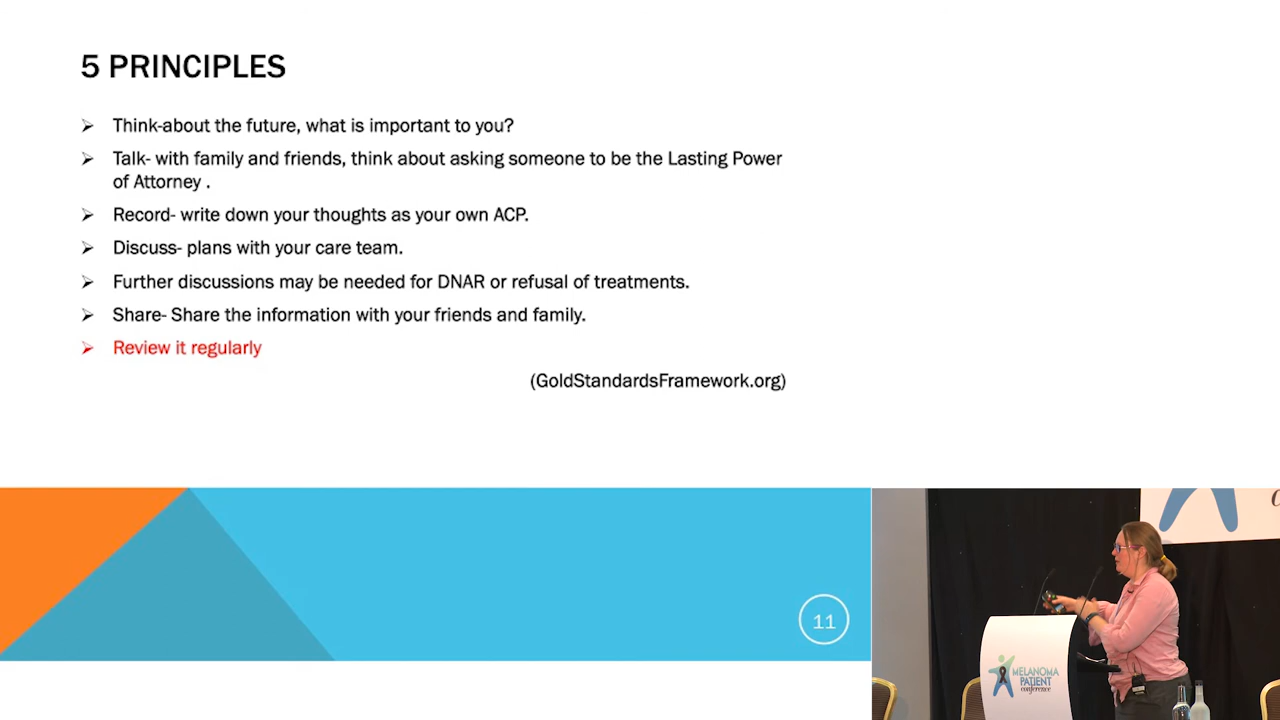 5 PRINCIPLES
Think-about the future, what is important to you?
Talk- with family and friends, think about asking someone to be the Lasting Power
of Attorney .
Record- write down your thoughts as your own ACP.
Discuss- plans with your care team.
Further discussions may be needed for DNAR or refusal of treatments.
Share- Share the information with your friends and family.
Review it regularly
(GoldStandardsFramework.org)
11
MELANOMA
PATIENT
conference